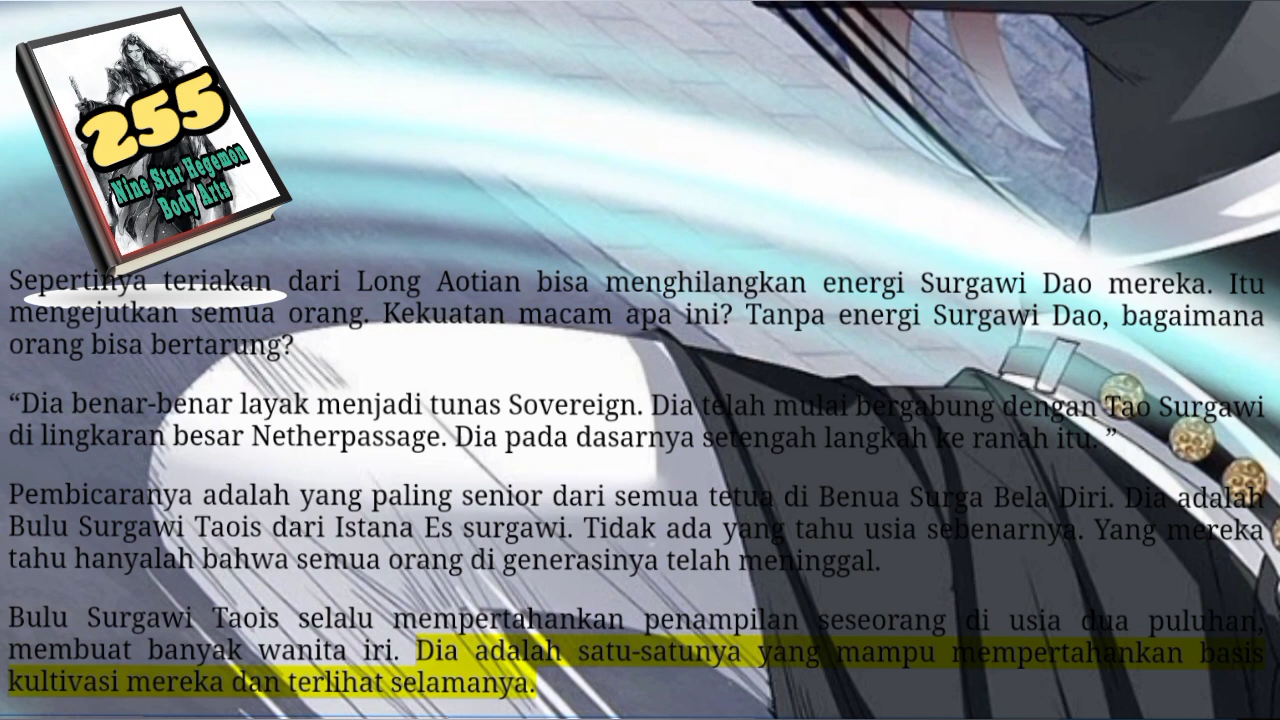 255
Nine Star Hegemon
Body Arts
Sepertinya teriakan dari Long Aotian bisa menghilangkan energi Surgawi Dao mereka. Itu
mengejutkan semua orang. Kekuatan macam apa ini? Tanpa energi Surgawi Dao, bagaimana
orang bisa bertarung?
“Dia benar-benar layak menjadi tunas Sovereign. Dia telah mulai bergabung dengan Tao Surgawi
di lingkaran besar Netherpassage. Dia pada dasarnya setengah langkah ke ranah itu. ”
Pembicaranya adalah yang paling senior dari semua tetua di Benua Surga Bela Diri. Dia adalah
Bulu Surgawi Taois dari Istana Es surgawi. Tidak ada yang tahu usia sebenarnya. Yang mereka
tahu hanyalah bahwa semua orang di generasinya telah meninggal.
Bulu Surgawi Taois selalu mempertahankan penampilan seseorang di usia dua puluhan,
membuat banyak wanita iri. Dia adalah satu-satunya yang mampu mempertahankan basis
kultivasi mereka dan terlihat selamanya.